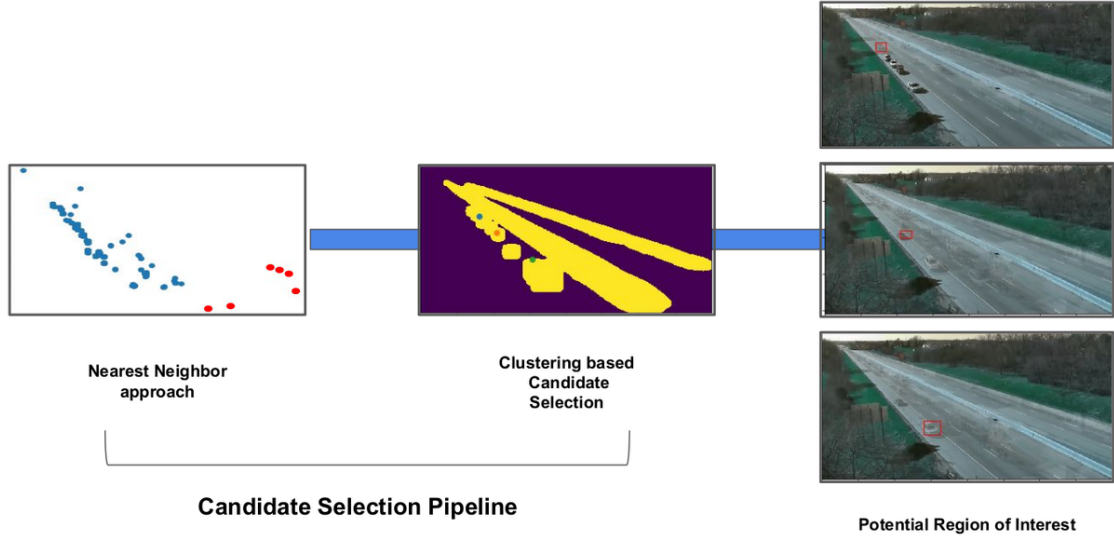 Nearest Neighbor
approach
Clustering based
Candidate
Selection
Candidate Selection Pipeline
Potential Region of Interest